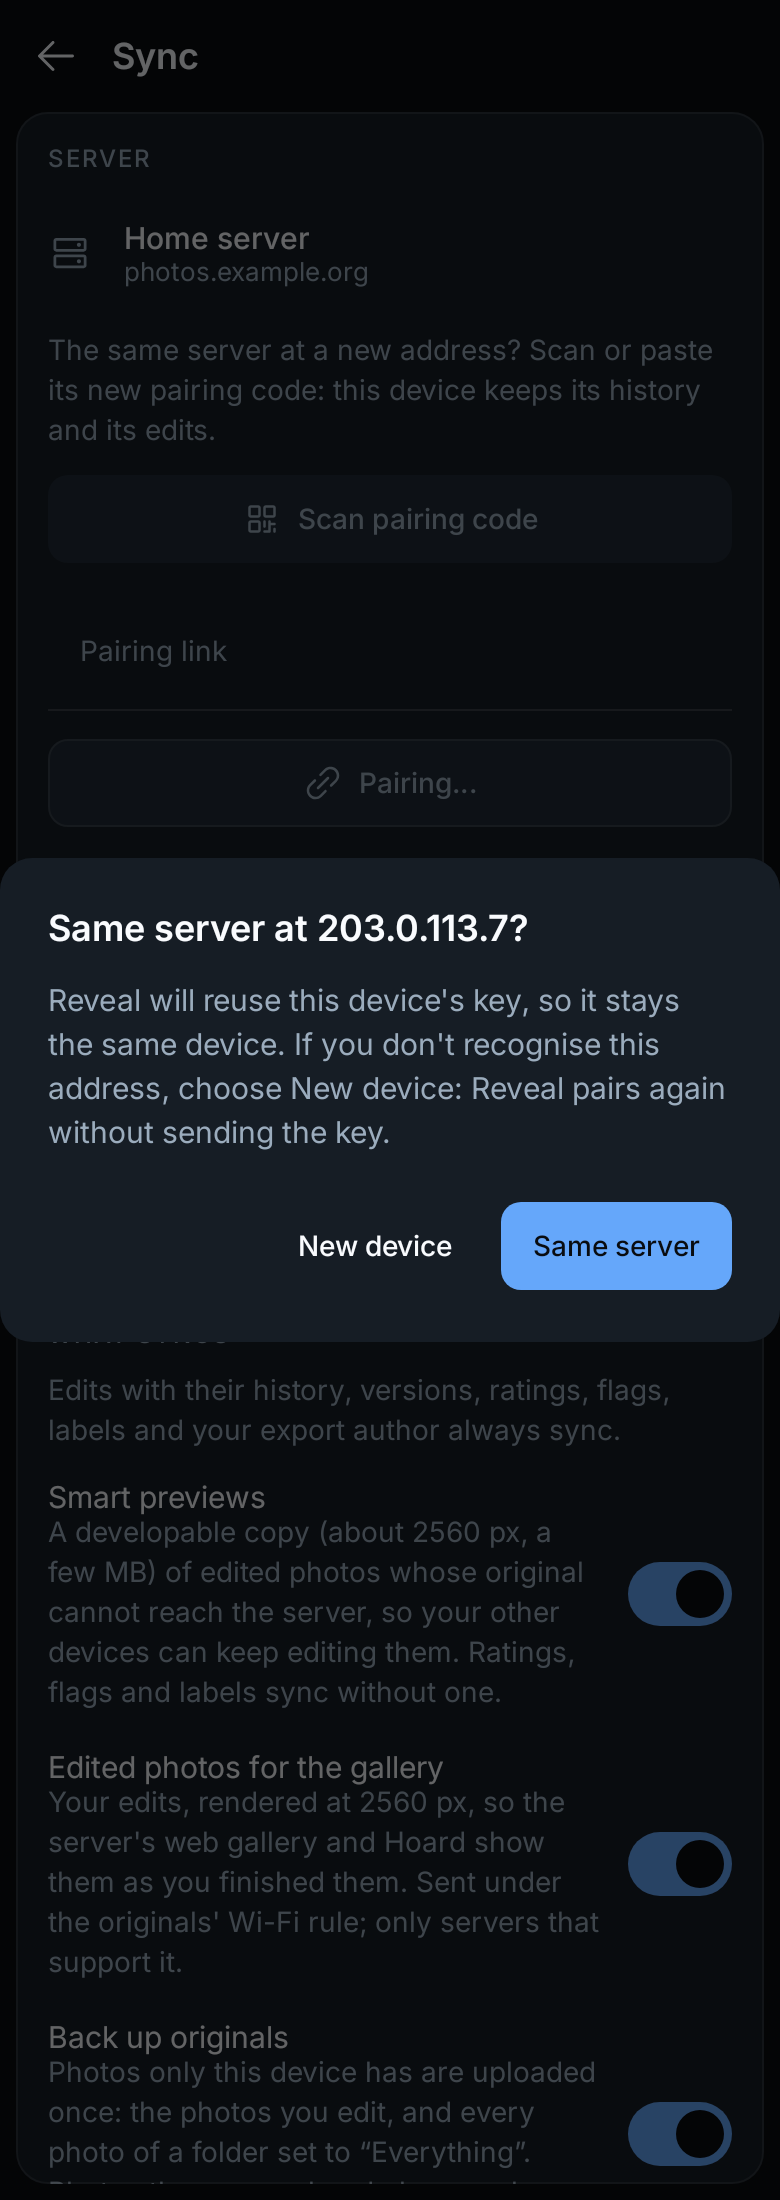 Sync
SERVER
Home server
photos.example.org
The same server at a new address? Scan or paste
its new pairing code: this device keeps its history
and its edits.
Scan pairing code
Pairing link
Pairing...
Same server at 203.0.113.7?
Reveal will reuse this device's key, so it stays
the same device. If you don't recognise this
address, choose New device: Reveal pairs again
without sending the key.
New device
Same server
Edits with their history, versions, ratings, flags,
labels and your export author always sync.
Smart previews
A developable copy (about 2560 px, a
few MB) of edited photos whose original
cannot reach the server, so your other
devices can keep editing them. Ratings,
flags and labels sync without one.
Edited photos for the gallery
Your edits, rendered at 2560 px, so the
server's web gallery and Hoard show
them as you finished them. Sent under
the originals' Wi-Fi rule; only servers that
support it.
Back up originals
Photos only this device has are uploaded
once: the photos you edit, and every
photo of a folder set to “Everything”.